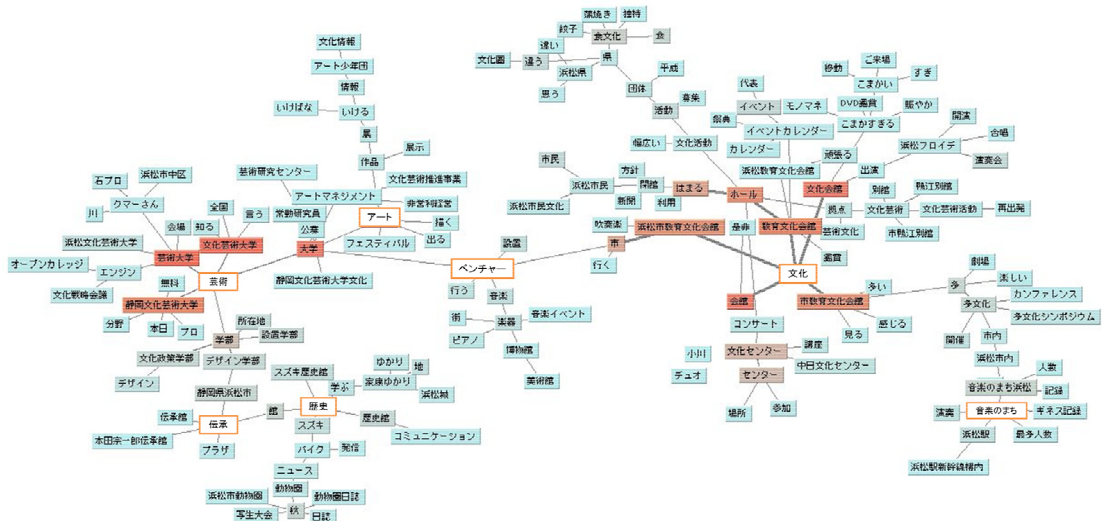 文化情報
アート少年団
情報
いけばな
いける
展
作品
展示
芸術研究センター
アートマネジメント
文化芸術推進事業
常勤研究員
公募
アート
非営利経営
描く
出る
フェスティバル
石プロ
浜松市中区
クマーさん
川
会場
知る
全国
言う
浜松文化芸術大学
芸術大学
文化芸術大学
大学
静岡文化芸術大学文化
オープンカレッジ
エンジン
文化戦略会議
芸術
無料
静岡文化芸術大学
分野
本日
プロ
所在地
学部
設置学部
文化政策学部
デザイン学部
デザイン
静岡県浜松市
伝承館
伝承
本田宗一郎伝承館
プラザ
館
歴史
スズキ歴史館
学ぶ
ゆかり
家康ゆかり
地
浜松城
歴史館
コミュニケーション
スズキ
バイク
発信
ニュース
動物園
浜松市動物園
動物園日誌
写生大会
秋
日誌
設置
ベンチャー
行う
音楽
街
楽器
音楽イベント
ピアノ
博物館
美術館
市
行く
吹奏楽
浜松市教育文化会館
蒲焼き
維持
餃子
食文化
食
違い
文化圏
違う
県
浜松県
思う
団体
平成
活動
募集
幅広い
文化活動
市民
浜松市民
浜松市民文化
方針
開館
新聞
利用
はまる
ホール
是非
代表
イベント
祭典
イベントカレンダー
カレンダー
浜松教育文化会館
モノマネ
移動
ご来場
こまかい
すぎ
DVD鑑賞
賑やか
こまかすぎる
頑張る
出演
浜松フロイデ
開演
合唱
演奏会
文化会館
拠点
別館
鴨江別館
文化芸術
文化芸術活動
再出発
市鴨江別館
芸術文化
教育文化会館
鑑賞
文化
会館
市教育文化会館
多い
見る
感じる
コンサート
文化センター
講座
中日文化センター
センター
場所
参加
小川
チュオ
劇場
多
楽しい
多文化
カンファレンス
多文化シンポジウム
開催
市内
浜松市内
人数
音楽のまち浜松
記録
演奏
音楽のまち
ギネス記録
浜松駅
最多人数
浜松駅新幹線構内